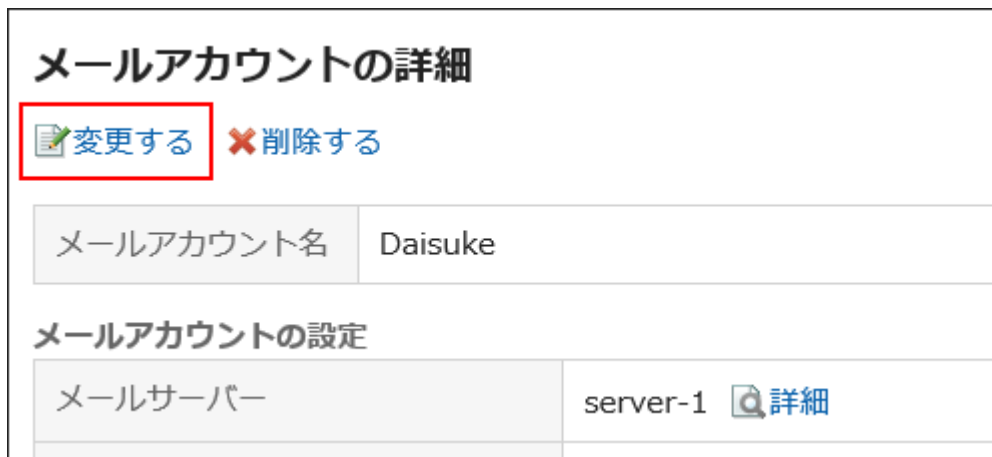 メールアカウントの詳細
変更する 削除する
メールアカウント名 Daisuke
メールアカウントの設定
メールサーバー server-1 詳細